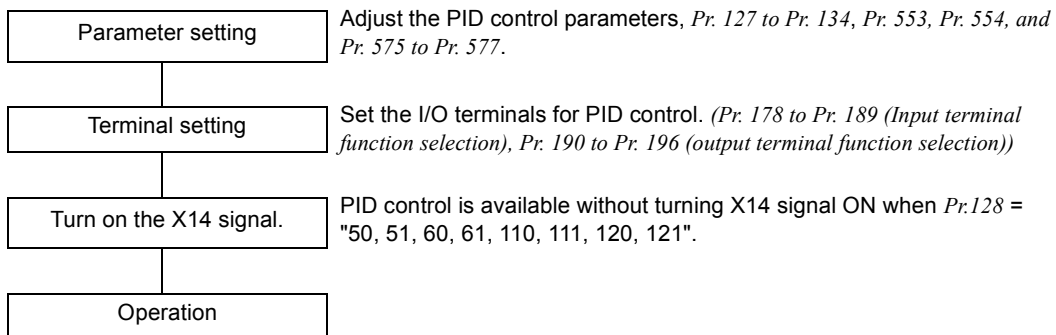 Parameter setting
Adjust the PID control parameters, Pr. 127 to Pr. 134, Pr. 553, Pr. 554, and
Pr. 575 to Pr. 577.
Terminal setting
Set the I/O terminals for PID control. (Pr. 178 to Pr. 189 (Input terminal
function selection), Pr. 190 to Pr. 196 (output terminal function selection))
Turn on the X14 signal.
PID control is available without turning X14 signal ON when Pr.128 =
"50, 51, 60, 61, 110, 111, 120, 121".
Operation